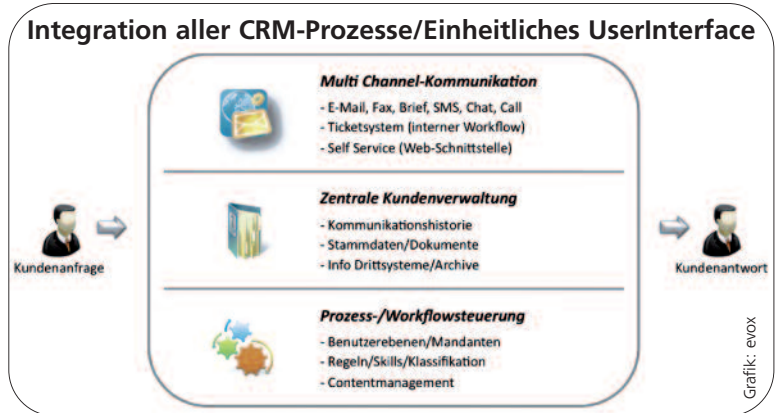 Integration aller CRM-Prozesse/Einheitliches UserInterface
Multi Channel-Kommunikation
- E-Mail, Fax, Brief, SMS, Chat, Call
- Ticketsystem (interner Workflow)
- Self Service (Web-Schnittstelle)
Zentrale Kundenverwaltung
- Kommunikationshistorie
- Stammdaten/Dokumente
- Info Drittsysteme/Archive
Kundenanfrage
Kundenantwort
Prozess-/Workflowsteuerung
- Benutzerebenen/Mandanten
- Regeln/Skills/Klassifikation
- Contentmanagement
Grafik: evox